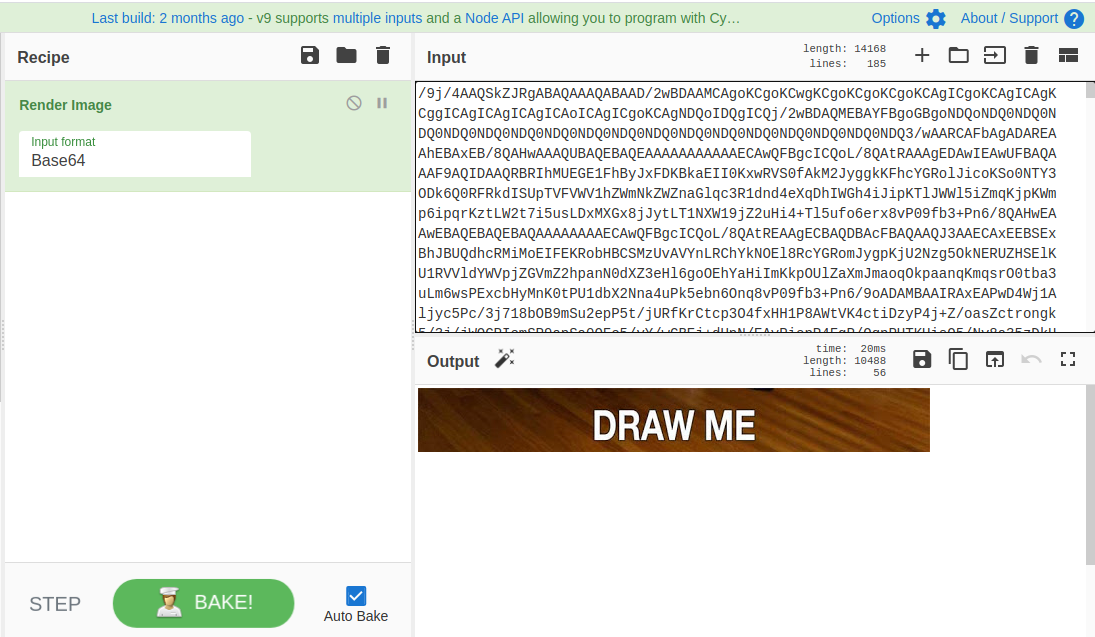 Last build: 2 months ago - v9 supports multiple inputs and a Node API allowing you to program with Cy…
Options
About / Support
Recipe
Render Image
Input format
Base64
STEP
BAKE!
Auto Bake
Input
length: 14168
lines: 185
/9j/4AAQSkZJRgABAQAAAQABAAD/2wBDAAMCAgoKCgoKCwgKCgoKCgoKCgoKCAgICgoKCAgICAgK
CggICAgICAgICAgICAoICAgICgoKCAgNDQoIDQgICQj/2wBDAQMEBAYFBgoGBgoNDQoNDQ0NDQ0N
DQ0NDQ0NDQ0NDQ0NDQ0NDQ0NDQ0NDQ0NDQ0NDQ0NDQ0NDQ0NDQ0NDQ0NDQ3/wAARCAFbAgADAREA
AhEBAxEB/8QAHwAAAQUBAQEBAQEAAAAAAAAAAAECAwQFBgcICQoL/8QAtRAAAgEDAwIEAwUFBAQA
AAF9AQIDAAQRBRIhMUEGE1FhByJxFDKBkaEII0KxwRVS0fAkM2JyggkKFhcYGRolJicoKSo0NTY3
ODk6Q0RFRkdISUpTVFVWV1hZWmNkZWZnaGlqc3R1dnd4eXqDhIWGh4iJipKTlJWWl5iZmqKjpKWm
p6ipqrKztLW2t7i5usLDxMXGx8jJytLT1NXW19jZ2uHi4+Tl5ufo6erx8vP09fb3+Pn6/8QAHwEA
AwEBAQEBAQEBAQAAAAAAAAECAwQFBgcICQoL/8QAtREAAgECBAQDBAcFBAQAAQJ3AAECAxEEBSEx
BhJBUQdhcRMiMoEIFEKRobHBCSMzUvAVYnLRChYkNOEl8RcYGRomJygpKjU2Nzg5OkNERUZHSElK
U1RVVldYWVpjZGVmZ2hpanN0dXZ3eHl6goOEhYaHiImKkpOUlZaXmJmaoqOkpaanqKmqsrO0tba3
uLm6wsPExcbHyMnK0tPU1dbX2Nna4uPk5ebn6Onq8vP09fb3+Pn6/9oADAMBAAIRAxEAPwD4Wj1A
ljyc5Pc/3j718bOB9mSu2epP5t/jURfKrCtcp3O4fxHH1P8AWtVK4ctiDzyP4j+Z/oasZctrongk
Output
time: 20ms
length: 10488
lines: 56
DRAW ME